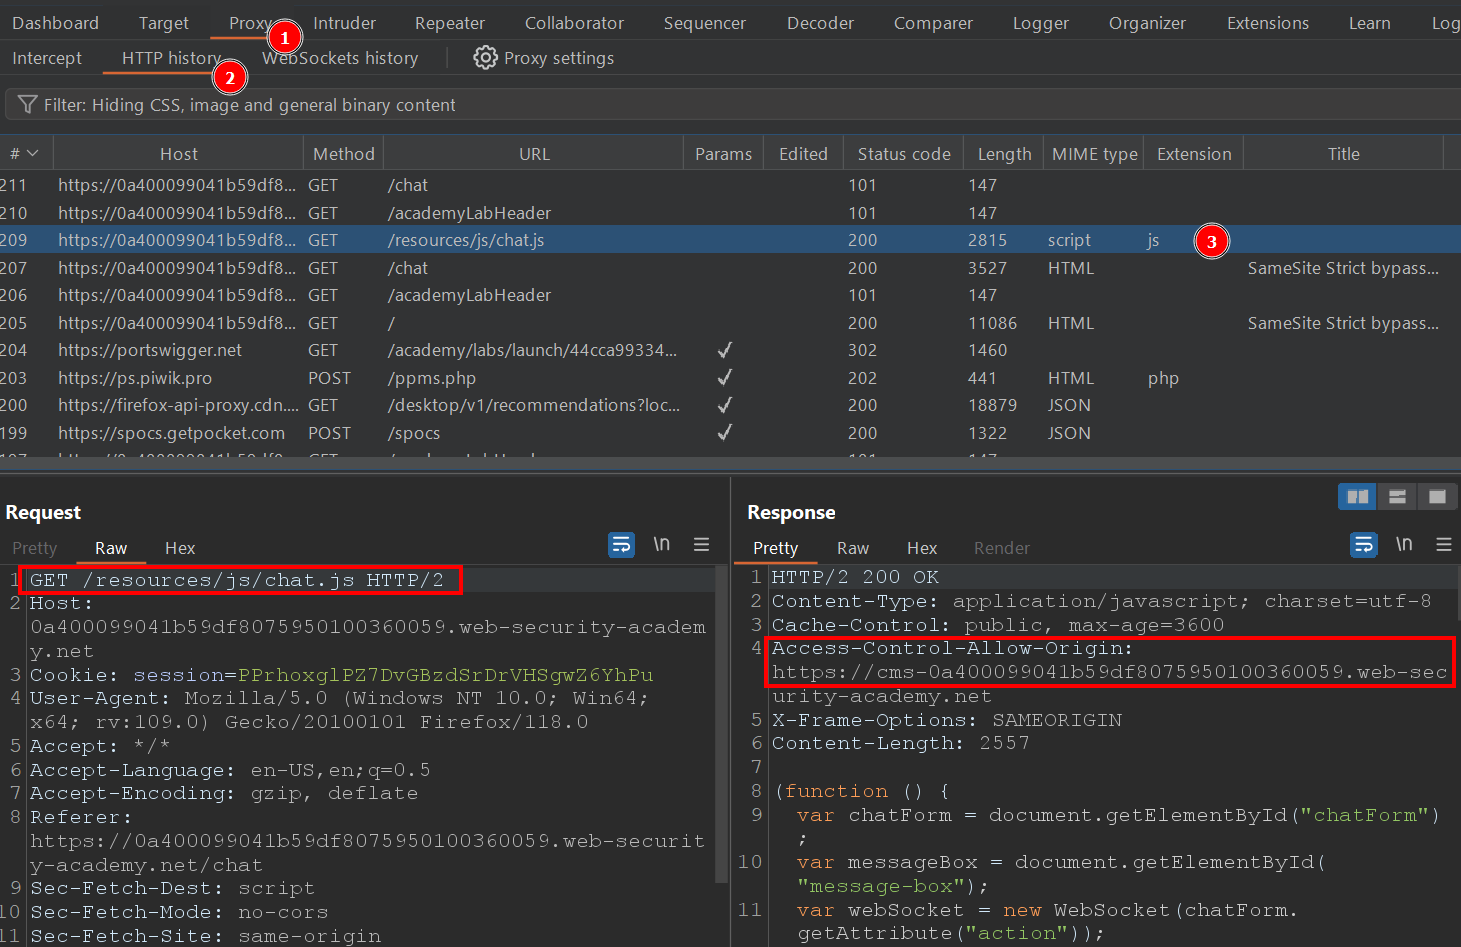 Dashboard Target Proxy Intruder Repeater Collaborator Sequencer Decoder Comparer Logger Organizer Extensions Learn Log
1
Intercept HTTP history WebSockets history Proxy settings
2
Filter: Hiding CSS, image and general binary content
# Host Method URL Params Edited Status code Length MIME type Extension Title
211 https://0a400099041b59df8... GET /chat 101 147
210 https://0a400099041b59df8... GET /academyLabHeader 101 147
209 https://0a400099041b59df8... GET /resources/js/chat.js 200 2815 script js 3
207 https://0a400099041b59df8... GET /chat 200 3527 HTML SameSite Strict bypass...
206 https://0a400099041b59df8... GET /academyLabHeader 101 147
205 https://0a400099041b59df8... GET / 200 11086 HTML SameSite Strict bypass...
204 https://portswigger.net GET /academy/labs/launch/44cca99334... ✓ 302 1460
203 https://ps.piwik.pro POST /ppms.php ✓ 202 441 HTML php
200 https://firefox-api-proxy.cdn.... GET /desktop/v1/recommendations?loc... ✓ 200 18879 JSON
199 https://spocs.getpocket.com POST /spocs ✓ 200 1322 JSON
Request
Pretty Raw Hex \n
1 GET /resources/js/chat.js HTTP/2
2 Host:
0a400099041b59df8075950100360059.web-security-academ
y.net
3 Cookie: session=PPrhoxglPZ7DvGBzdSrDrVHSgwZ6YhPu
4 User-Agent: Mozilla/5.0 (Windows NT 10.0; Win64;
x64; rv:109.0) Gecko/20100101 Firefox/118.0
5 Accept: */*
6 Accept-Language: en-US,en;q=0.5
7 Accept-Encoding: gzip, deflate
8 Referer:
https://0a400099041b59df8075950100360059.web-securit
y-academy.net/chat
9 Sec-Fetch-Dest: script
10 Sec-Fetch-Mode: no-cors
11 Sec-Fetch-Site: same-origin
Response
Pretty Raw Hex Render \n
1 HTTP/2 200 OK
2 Content-Type: application/javascript; charset=utf-8
3 Cache-Control: public, max-age=3600
4 Access-Control-Allow-Origin:
https://cms-0a400099041b59df8075950100360059.web-sec
urity-academy.net
5 X-Frame-Options: SAMEORIGIN
6 Content-Length: 2557
7
8 (function () {
9 var chatForm = document.getElementById("chatForm")
;
10 var messageBox = document.getElementById(
"message-box");
11 var webSocket = new WebSocket(chatForm.
getAttribute("action"));